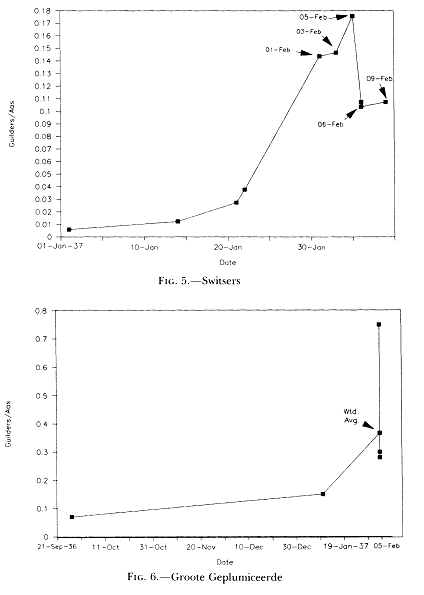 0.18
0.17
0.16
0.15
0.14
0.13
0.12
0.11
0.1
0.09
0.08
0.07
0.06
0.05
0.04
0.03
0.02
0.01
0
Guilders/Aas
05-Feb
03-Feb
01-Feb
09-Feb
06-Feb
01-Jan-37 10-Jan 20-Jan 30-Jan
Date
FIG. 5.—Switsers
0.8
0.7
0.6
0.5
0.4
0.3
0.2
0.1
0
Guilders/Aas
Wtd.
Avg.
21-Sep-36 11-Oct 31-Oct 20-Nov 10-Dec 30-Dec 19-Jan-37 05-Feb
Date
FIG. 6.—Groote Geplumiceerde